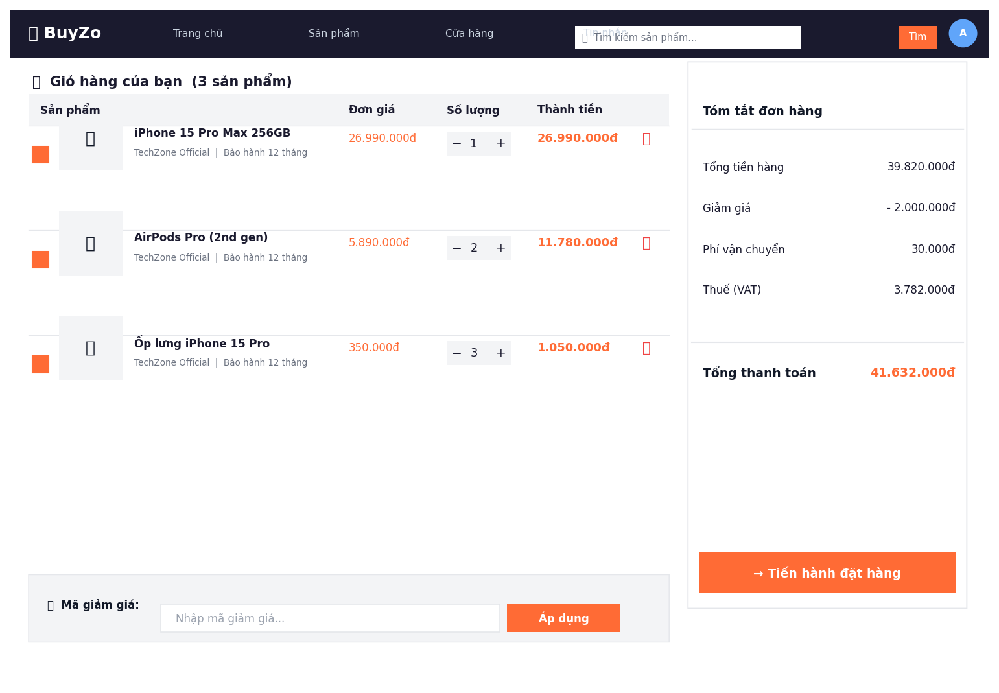 BuyZo
Trang chủ
Sản phẩm
Cửa hàng
Tin nhắn
Tìm kiếm sản phẩm...
Tìm
A
Giỏ hàng của bạn (3 sản phẩm)
Sản phẩm Đơn giá Số lượng Thành tiền
iPhone 15 Pro Max 256GB
TechZone Official | Bảo hành 12 tháng
26.990.000đ
− 1 +
26.990.000đ
AirPods Pro (2nd gen)
TechZone Official | Bảo hành 12 tháng
5.890.000đ
− 2 +
11.780.000đ
Ốp lưng iPhone 15 Pro
TechZone Official | Bảo hành 12 tháng
350.000đ
− 3 +
1.050.000đ
Mã giảm giá:
Nhập mã giảm giá...
Áp dụng
Tóm tắt đơn hàng
Tổng tiền hàng 39.820.000đ
Giảm giá - 2.000.000đ
Phí vận chuyển 30.000đ
Thuế (VAT) 3.782.000đ
Tổng thanh toán 41.632.000đ
→ Tiến hành đặt hàng